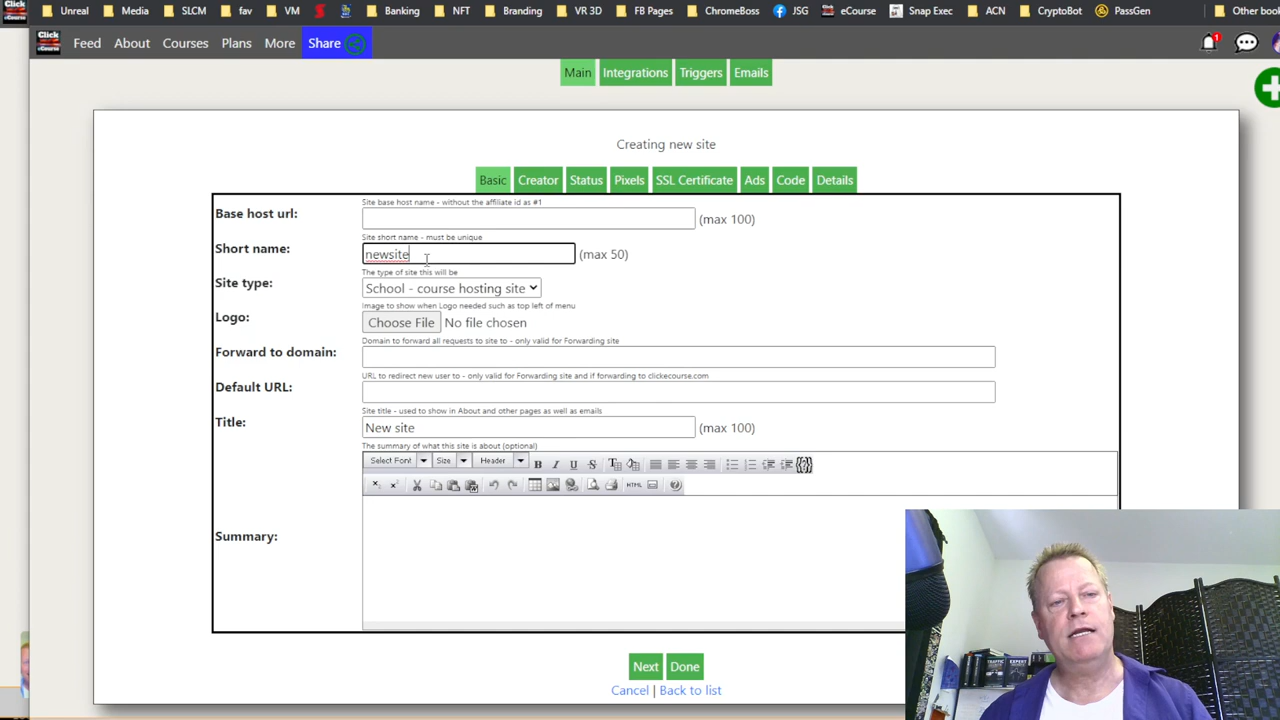 Unreal Media SLCM fav VM Banking NFT Branding VR 3D FB Pages Shameless JSG eCourse Snap Exec ACN CryptoBot PassGen Other book
Click eCourse Feed About Courses Plans More Share 1
Main Integrations Triggers Emails
Creating new site
Basic Creator Status Pixels SSL Certificate Ads Code Details
Site base host name - without the affiliate id as #1
Base host url: (max 100)
Site short name - must be unique
Short name: newsite (max 50)
The type of site this will be
Site type: School - course hosting site
Image to show when Logo needed such as top left of menu
Logo: Choose File No file chosen
Domain to forward all requests to site to - only valid for Forwarding site
Forward to domain:
URL to redirect new user to - only valid for Forwarding site and if forwarding to clickecourse.com
Default URL:
Site title - used to show in About and other pages as well as emails
Title: New site (max 100)
The summary of what this site is about (optional)
Select Font Size Header B I U S
HTML
Summary:
Next Done
Cancel | Back to list